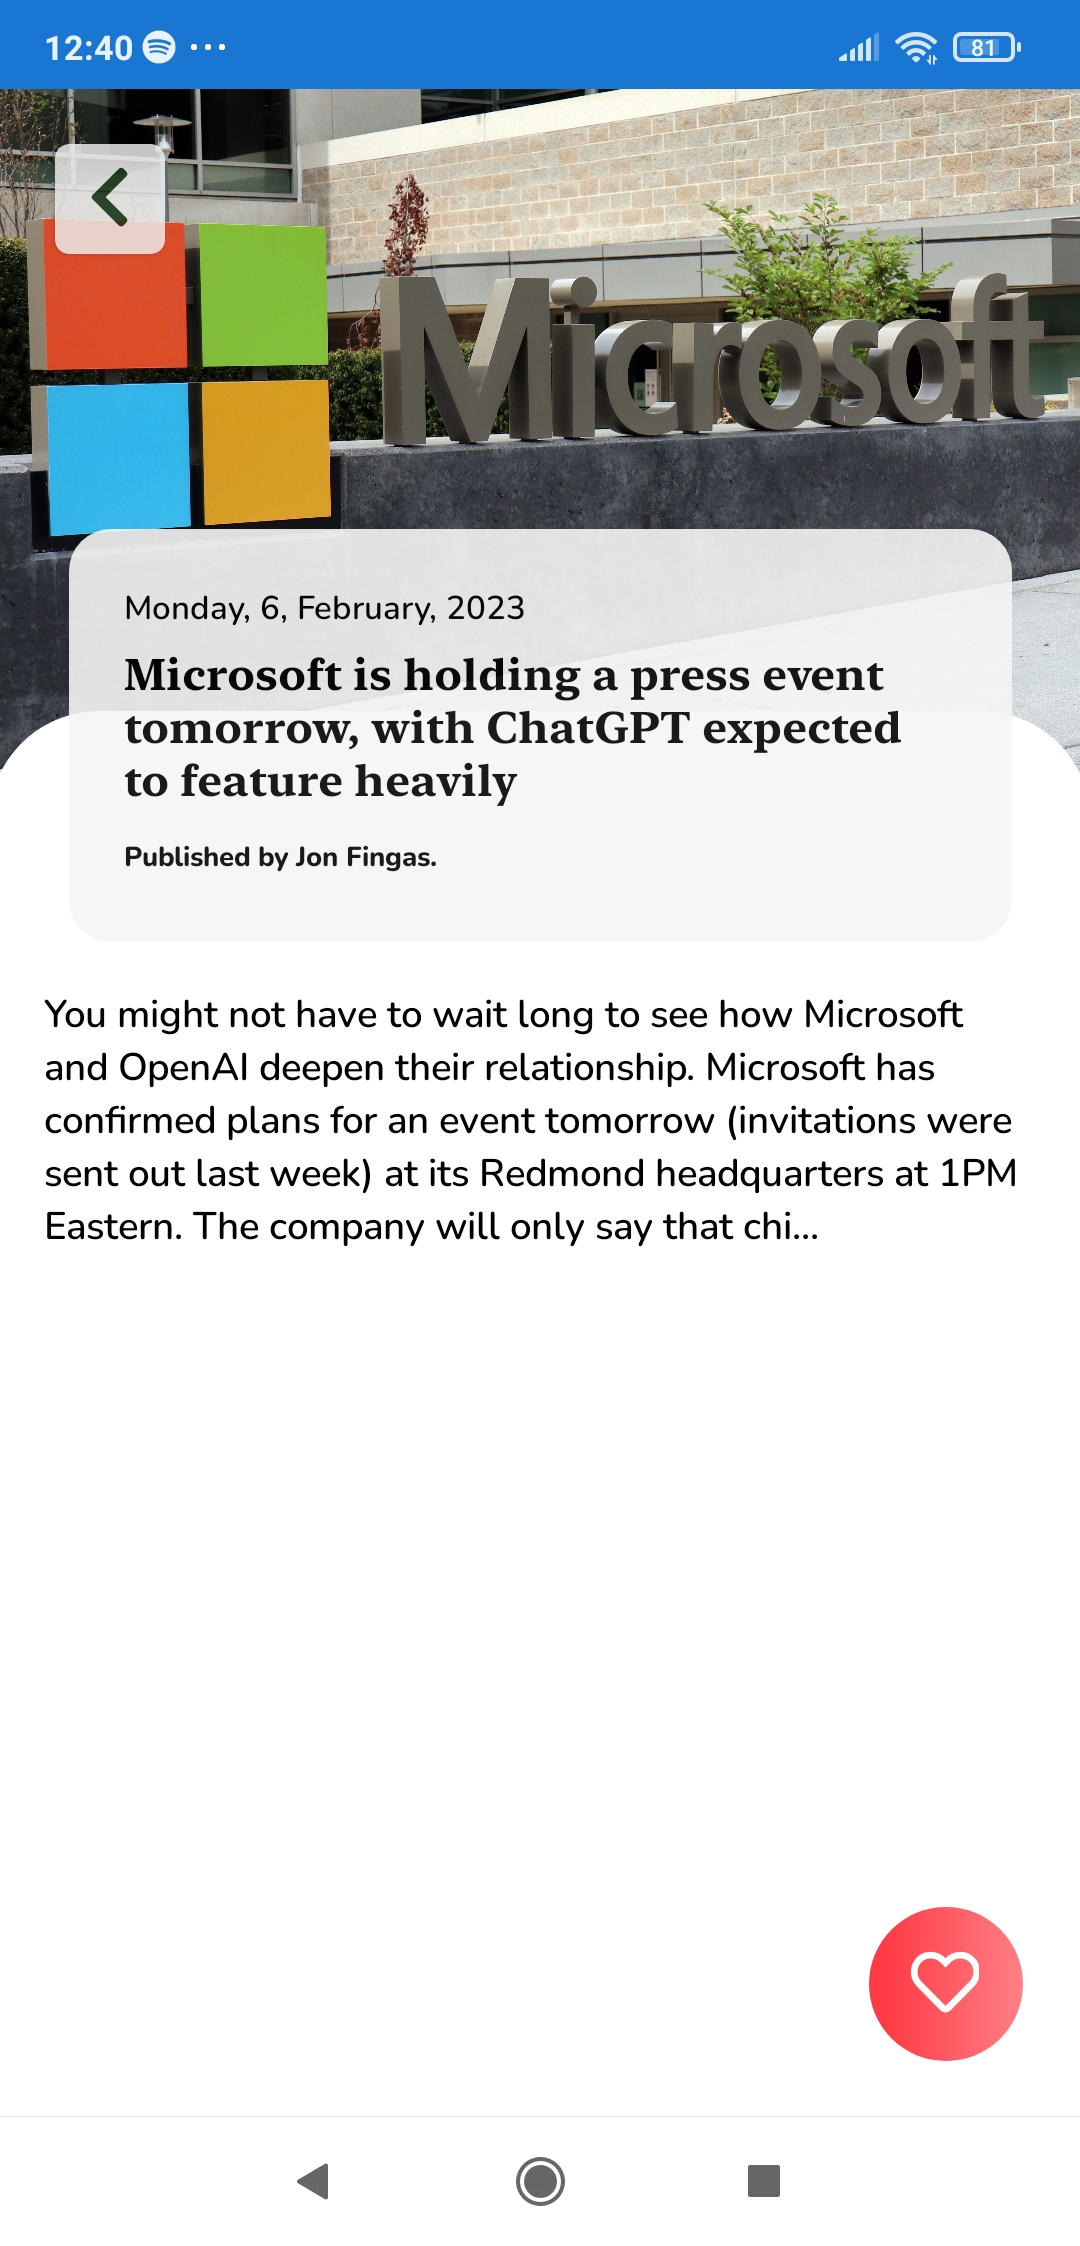 12:40
81
Microsoft
Monday, 6, February, 2023
Microsoft is holding a press event
tomorrow, with ChatGPT expected
to feature heavily
Published by Jon Fingas.
You might not have to wait long to see how Microsoft
and OpenAI deepen their relationship. Microsoft has
confirmed plans for an event tomorrow (invitations were
sent out last week) at its Redmond headquarters at 1PM
Eastern. The company will only say that chi...